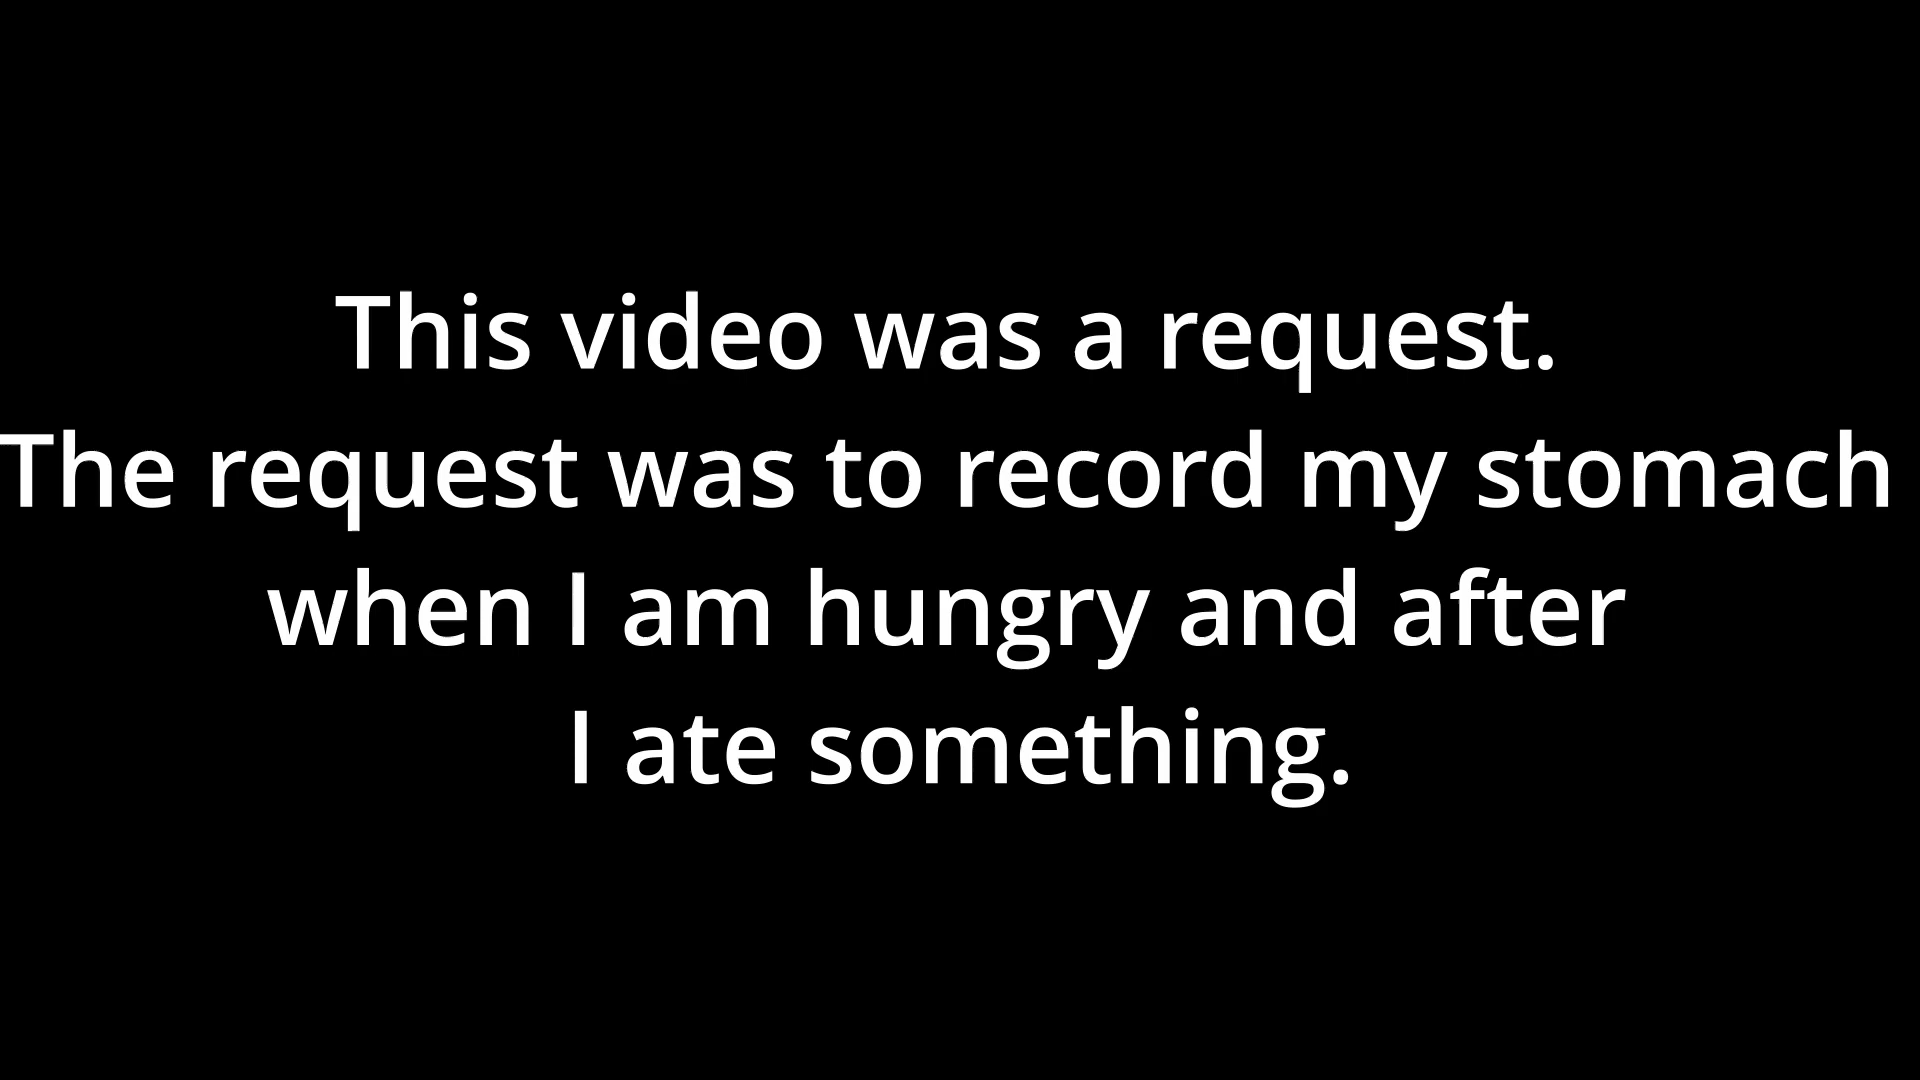 This video was a request.
The request was to record my stomach
when I am hungry and after
I ate something.